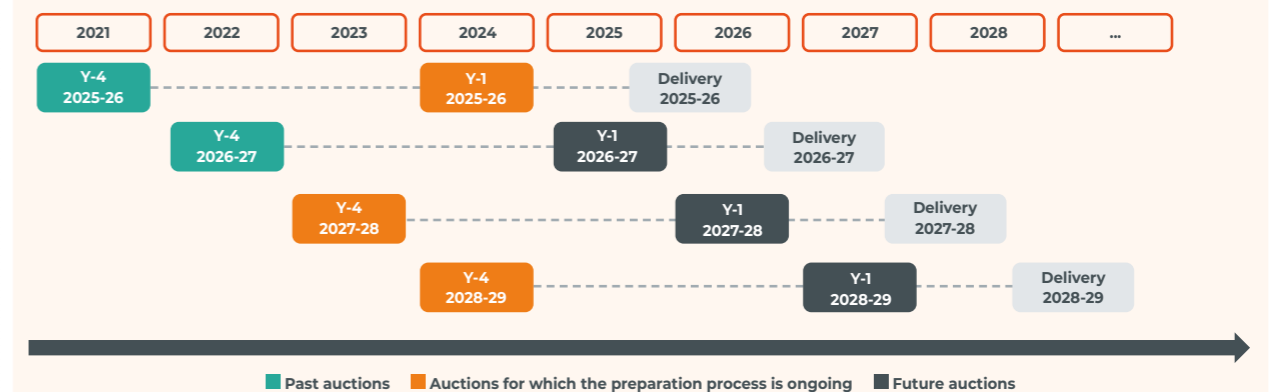 2021
2022
2023
2024
2025
2026
2027
2028
...
Y-4
2025-26
Y-1
2025-26
Delivery
2025-26
Y-4
2026-27
Y-1
2026-27
Delivery
2026-27
Y-4
2027-28
Y-1
2027-28
Delivery
2027-28
Y-4
2028-29
Y-1
2028-29
Delivery
2028-29
Past auctions
Auctions for which the preparation process is ongoing
Future auctions